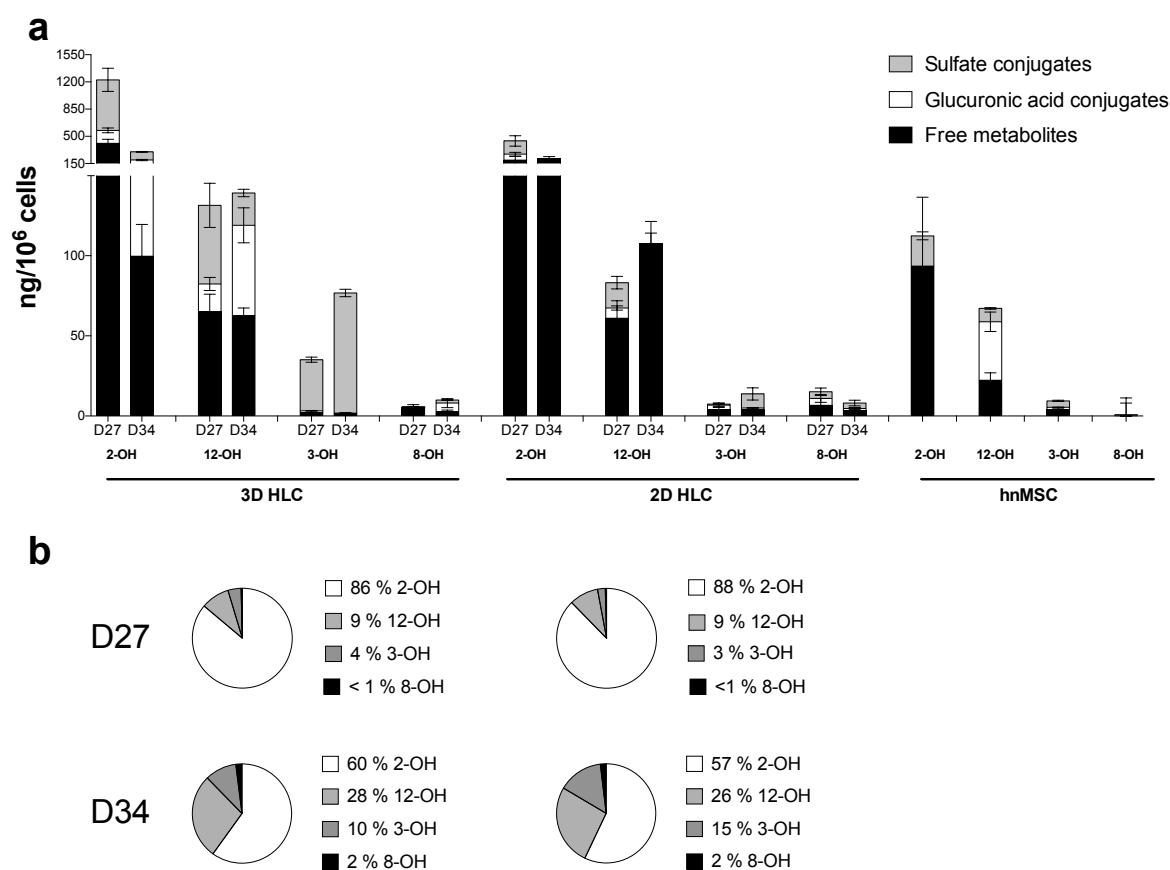 a
1550
1200
850
500
150
100
50
0
ng/10⁶ cells
Sulfate conjugates
Glucuronic acid conjugates
Free metabolites
D27 D34 D27 D34 D27 D34 D27 D34 D27 D34 D27 D34 D27 D34 D27 D34
2-OH 12-OH 3-OH 8-OH 2-OH 12-OH 3-OH 8-OH 2-OH 12-OH 3-OH 8-OH
3D HLC 2D HLC hnMSC
b
D27
86 % 2-OH
9 % 12-OH
4 % 3-OH
< 1 % 8-OH
88 % 2-OH
9 % 12-OH
3 % 3-OH
<1 % 8-OH
D34
60 % 2-OH
28 % 12-OH
10 % 3-OH
2 % 8-OH
57 % 2-OH
26 % 12-OH
15 % 3-OH
2 % 8-OH